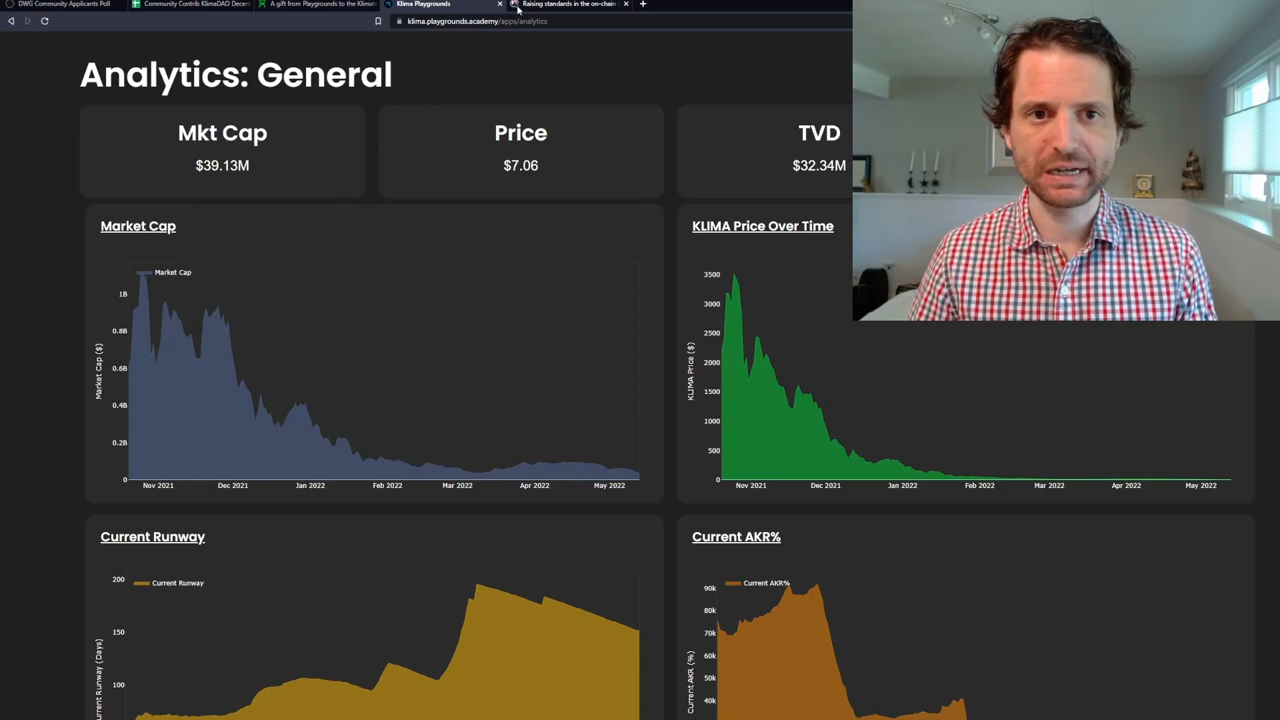 DWG Community Applicants Poll
Community Contrib KlimaDAO Decen
A gift from Playgrounds to the Klimat
Klima Playgrounds
Raising standards in the on-chain
klima.playgrounds.academy/apps/analytics
Analytics: General
Mkt Cap
$39.13M
Price
$7.06
TVD
$32.34M
Market Cap
Market Cap
Market Cap ($)
1B
0.8B
0.6B
0.4B
0.2B
0
Nov 2021
Dec 2021
Jan 2022
Feb 2022
Mar 2022
Apr 2022
May 2022
KLIMA Price Over Time
KLIMA Price ($)
3500
3000
2500
2000
1500
1000
500
0
Nov 2021
Dec 2021
Jan 2022
Feb 2022
Mar 2022
Apr 2022
May 2022
Current Runway
Current Runway
Current Runway (Days)
200
150
100
Current AKR%
Current AKR%
Current AKR (%)
90k
80k
70k
60k
50k
40k